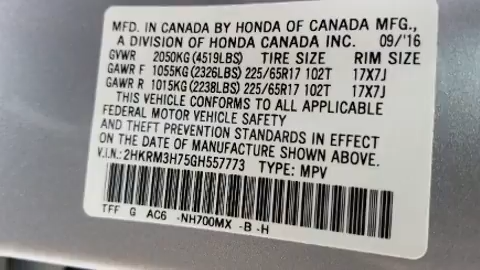 MFD. IN CANADA BY HONDA OF CANADA MFG.,
A DIVISION OF HONDA CANADA INC. 09/'16
GVWR 2050KG (4519LBS) TIRE SIZE RIM SIZE
GAWR F 1055KG (2326LBS) 225/65R17 102T 17X7J
GAWR R 1015KG (2238LBS) 225/65R17 102T 17X7J
THIS VEHICLE CONFORMS TO ALL APPLICABLE
FEDERAL MOTOR VEHICLE SAFETY
AND THEFT PREVENTION STANDARDS IN EFFECT
ON THE DATE OF MANUFACTURE SHOWN ABOVE.
V.I.N.: 2HKRM3H75GH557773 TYPE: MPV
TFF G AC6 -NH700MX -B -H